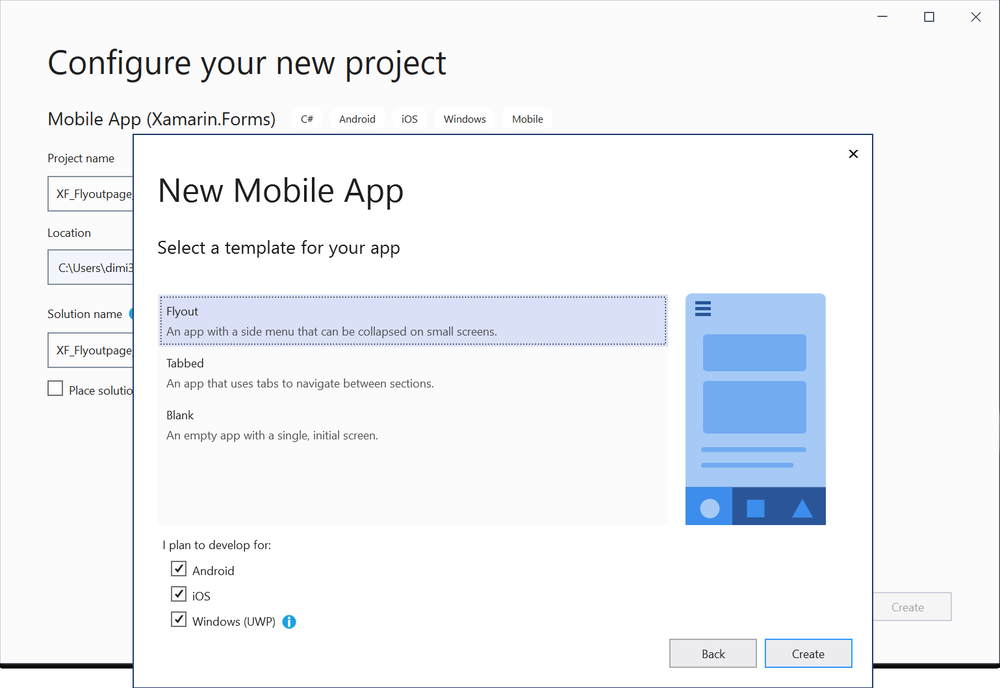 Configure your new project
Mobile App (Xamarin.Forms) C# Android iOS Windows Mobile
Project name
XF_Flyoutpage_
Location
C:\Users\dimi3
Solution name
XF_Flyoutpage_
Place solutio
New Mobile App
Select a template for your app
Flyout
An app with a side menu that can be collapsed on small screens.
Tabbed
An app that uses tabs to navigate between sections.
Blank
An empty app with a single, initial screen.
I plan to develop for:
Android
iOS
Windows (UWP)
Back
Create
Create